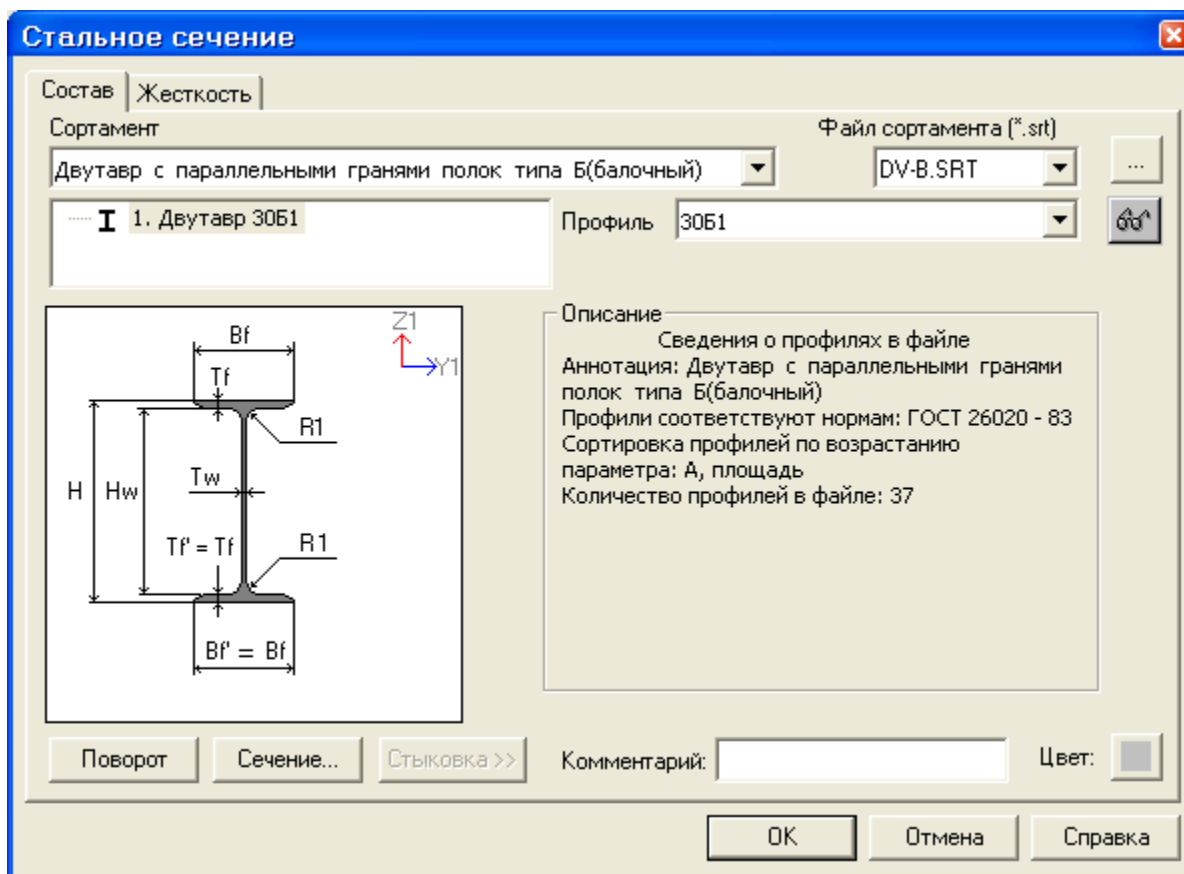 Стальное сечение
Состав
Жесткость
Сортамент
Файл сортамента (*.srt)
Двутавр с параллельными гранями полок типа Б(балочный)
DV-B.SRT
...
1. Двутавр 30Б1
Профиль
30Б1
Bf
Z1
Y1
Tf
R1
H
Hw
Tw
Tf' = Tf
R1
Bf' = Bf
Описание
Сведения о профилях в файле
Аннотация: Двутавр с параллельными гранями
полок типа Б(балочный)
Профили соответствуют нормам: ГОСТ 26020 - 83
Сортировка профилей по возрастанию
параметра: A, площадь
Количество профилей в файле: 37
Поворот
Сечение...
Стыковка >>
Комментарий:
Цвет:
OK
Отмена
Справка